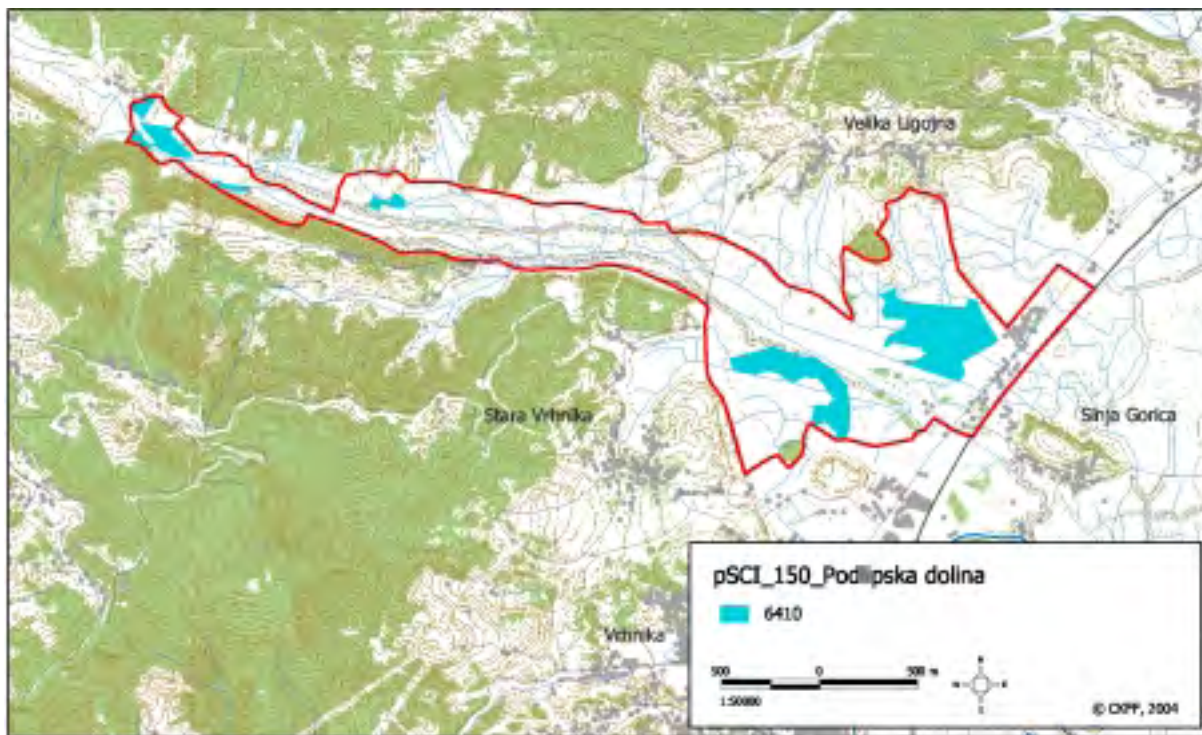 Velika Ligojna
Stara Vrhnika
Sinja Gorica
Vrhnika
pSCI_150_Podlipska dolina
6410
500 0 500 m
1:50000
© CKFF, 2004